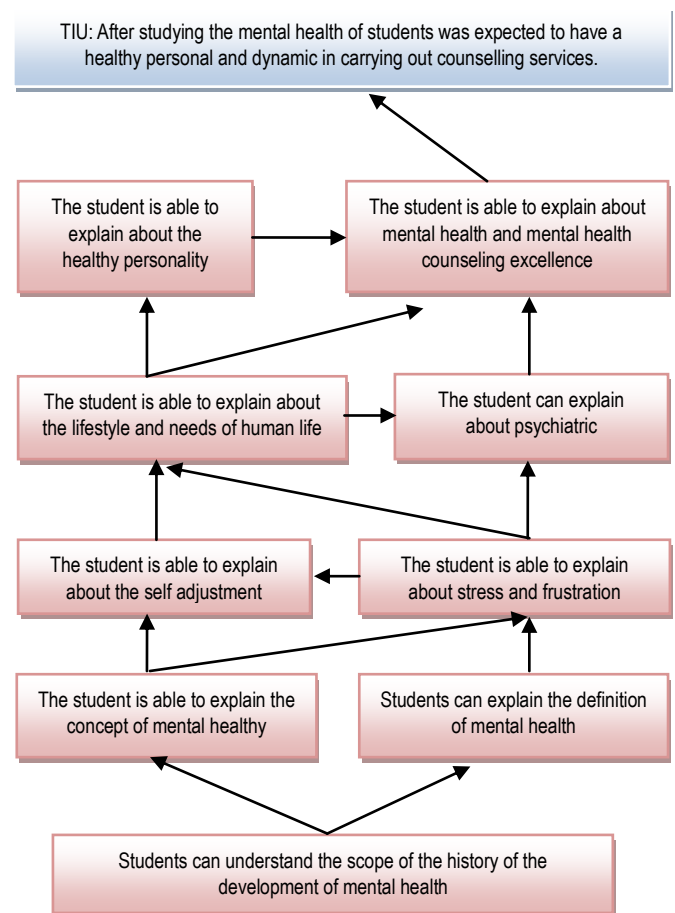 TIU: After studying the mental health of students was expected to have a
healthy personal and dynamic in carrying out counselling services.
The student is able to
explain about the
healthy personality
The student is able to explain about
mental health and mental health
counseling excellence
The student is able to explain about
the lifestyle and needs of human life
The student can explain
about psychiatric
The student is able to explain
about the self adjustment
The student is able to explain
about stress and frustration
The student is able to explain the
concept of mental healthy
Students can explain the definition
of mental health
Students can understand the scope of the history of the
development of mental health